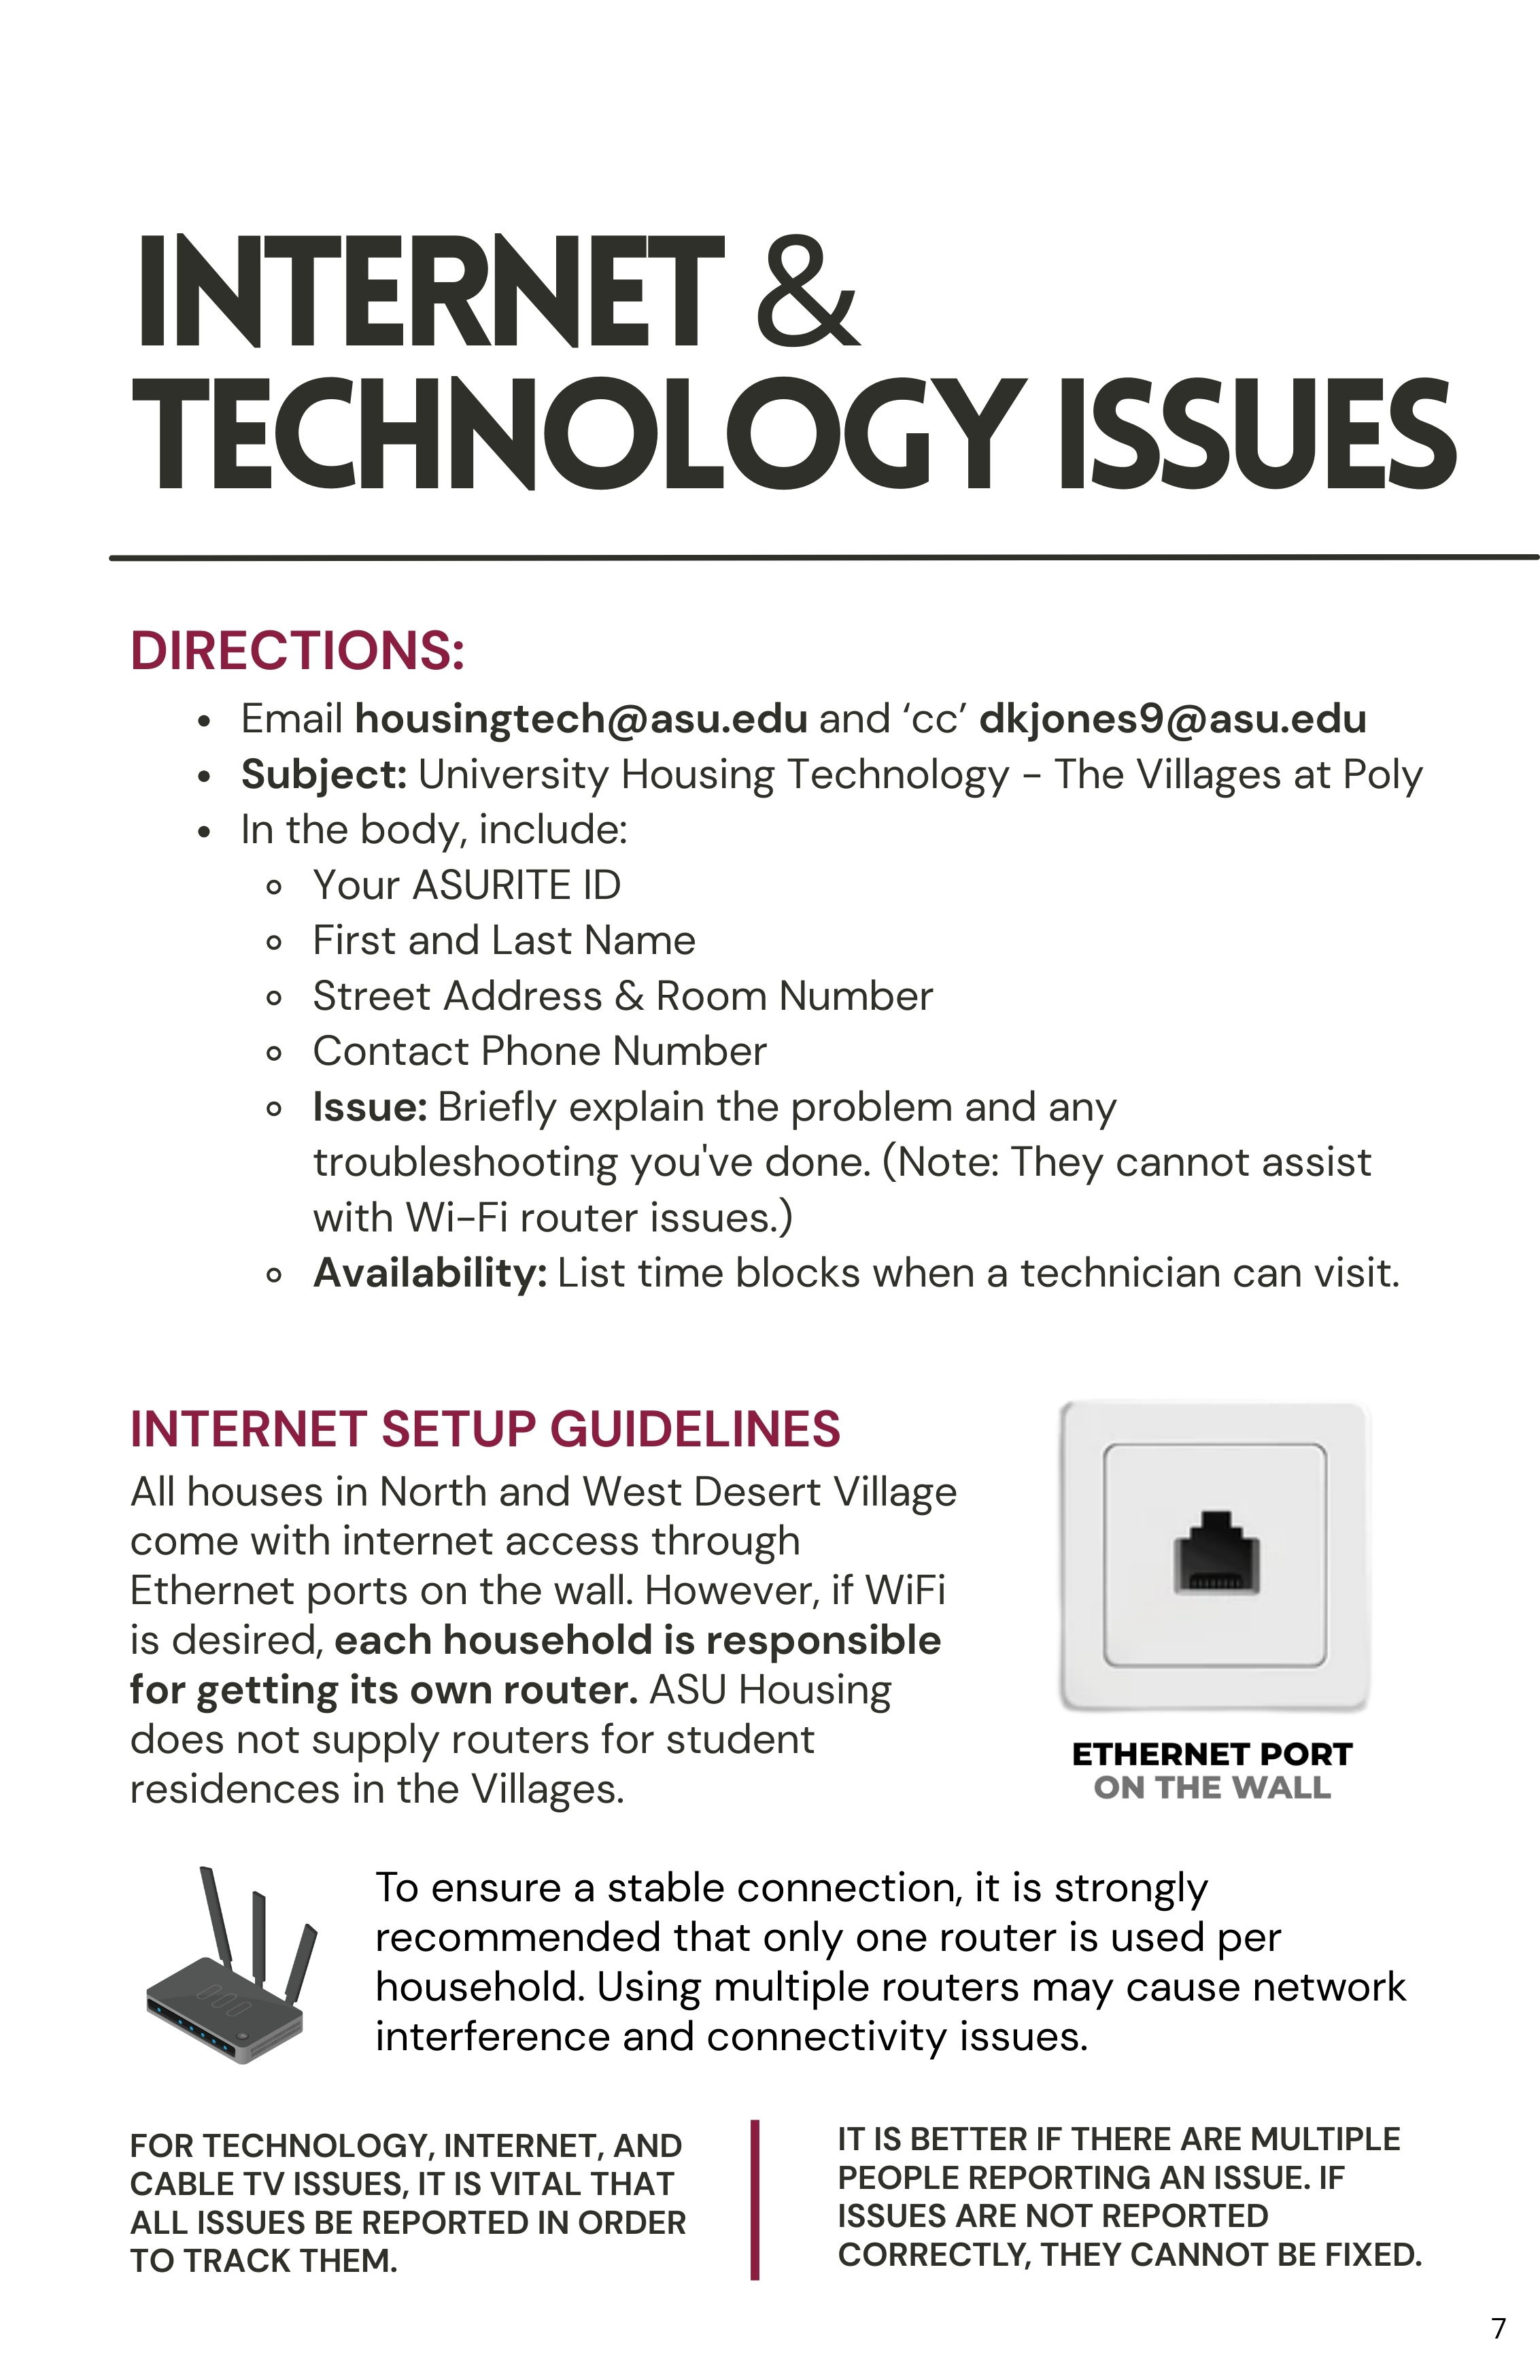 INTERNET &
TECHNOLOGY ISSUES
DIRECTIONS:
• Email housingtech@asu.edu and ‘cc’ dkjones9@asu.edu
• Subject: University Housing Technology - The Villages at Poly
• In the body, include:
◦ Your ASURITE ID
◦ First and Last Name
◦ Street Address & Room Number
◦ Contact Phone Number
◦ Issue: Briefly explain the problem and any
troubleshooting you've done. (Note: They cannot assist
with Wi-Fi router issues.)
◦ Availability: List time blocks when a technician can visit.
INTERNET SETUP GUIDELINES
All houses in North and West Desert Village
come with internet access through
Ethernet ports on the wall. However, if WiFi
is desired, each household is responsible
for getting its own router. ASU Housing
does not supply routers for student
residences in the Villages.
ETHERNET PORT
ON THE WALL
To ensure a stable connection, it is strongly
recommended that only one router is used per
household. Using multiple routers may cause network
interference and connectivity issues.
FOR TECHNOLOGY, INTERNET, AND
CABLE TV ISSUES, IT IS VITAL THAT
ALL ISSUES BE REPORTED IN ORDER
TO TRACK THEM.
IT IS BETTER IF THERE ARE MULTIPLE
PEOPLE REPORTING AN ISSUE. IF
ISSUES ARE NOT REPORTED
CORRECTLY, THEY CANNOT BE FIXED.
7